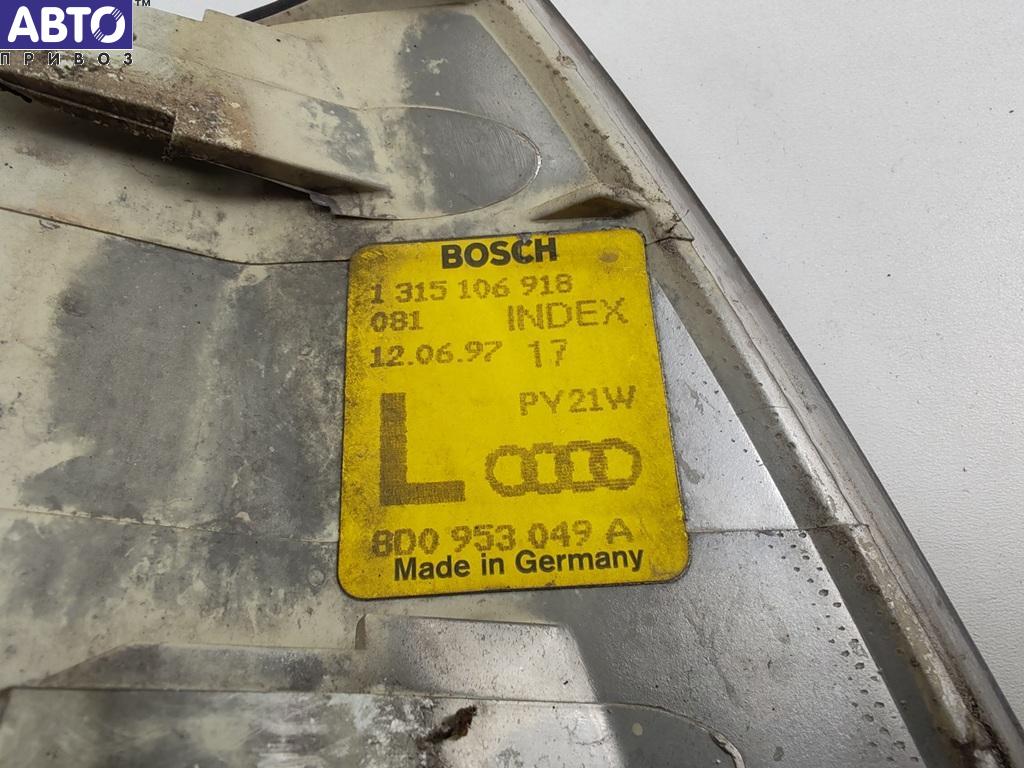 АВТО™
ПРИВОЗ
BOSCH
1 315 106 918
081 INDEX
12.06.97 17
PY21W
L
8D0 953 049 A
Made in Germany